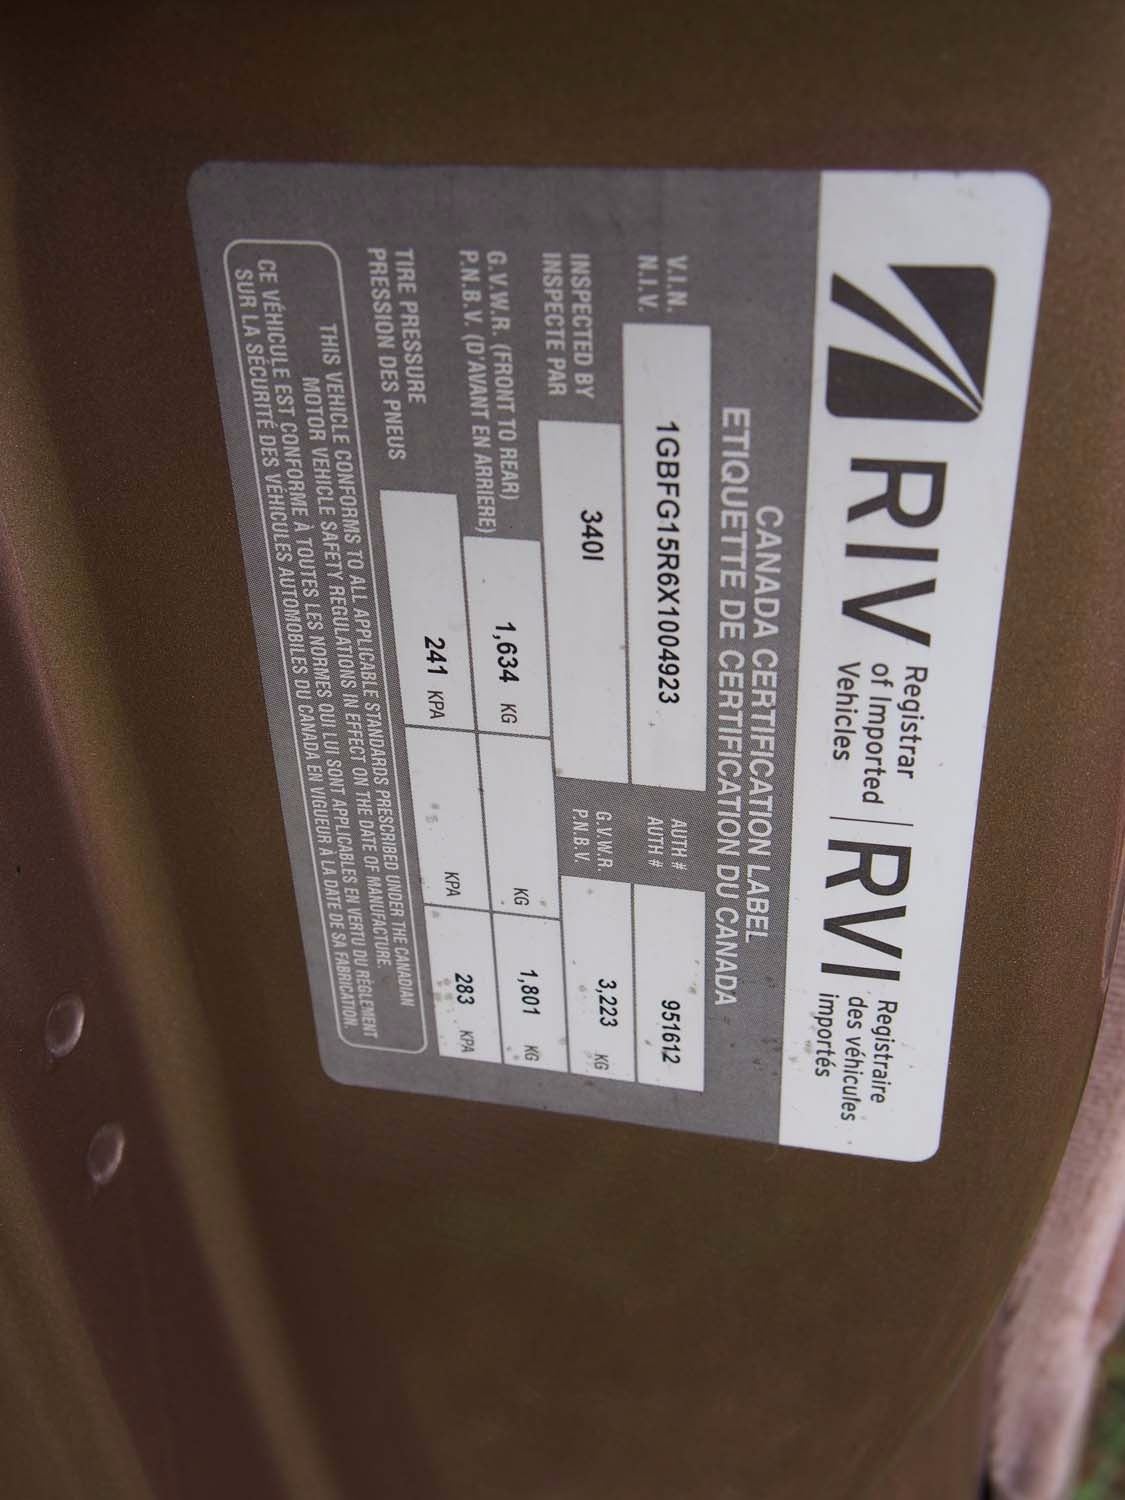 RIV Registrar of Imported Vehicles
RVI Registraire des véhicules importés
CANADA CERTIFICATION LABEL
ETIQUETTE DE CERTIFICATION DU CANADA
V.I.N.
N.I.V.
1GBFG15R6X1004923
AUTH #
AUTH #
951612
INSPECTED BY
INSPECTE PAR
340I
G.V.W.R.
P.N.B.V.
3,223 KG
G.V.W.R. (FRONT TO REAR)
P.N.B.V. (D'AVANT EN ARRIERE)
1,634 KG
KG
1,801 KG
TIRE PRESSURE
PRESSION DES PNEUS
241 KPA
KPA
283 KPA
THIS VEHICLE CONFORMS TO ALL APPLICABLE STANDARDS PRESCRIBED UNDER THE CANADIAN
MOTOR VEHICLE SAFETY REGULATIONS IN EFFECT ON THE DATE OF MANUFACTURE.
CE VÉHICULE EST CONFORME À TOUTES LES NORMES QUI LUI SONT APPLICABLES EN VERTU DU RÈGLEMENT
SUR LA SÉCURITÉ DES VÉHICULES AUTOMOBILES DU CANADA EN VIGUEUR À LA DATE DE SA FABRICATION.